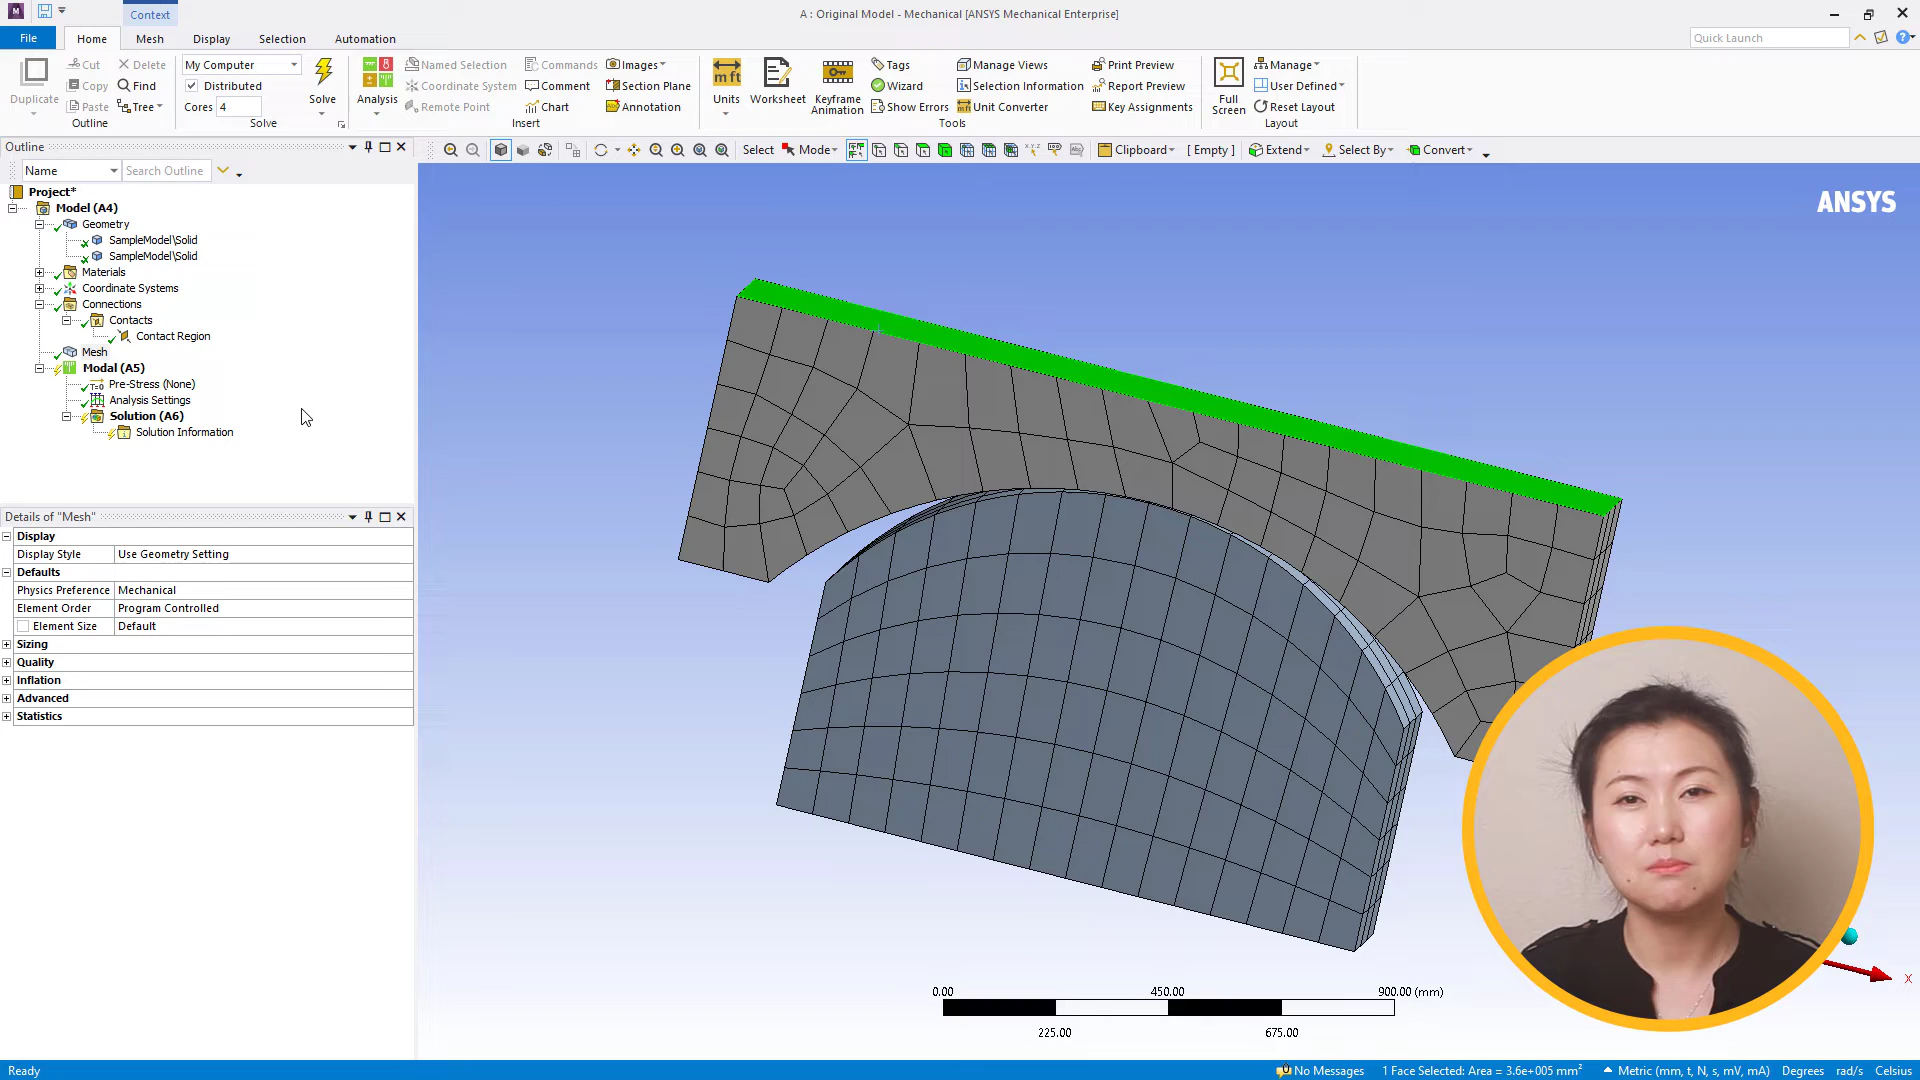 Context
A : Original Model - Mechanical [ANSYS Mechanical Enterprise]
File Home Mesh Display Selection Automation
Quick Launch
Duplicate
Cut
Copy
Paste
Delete
Find
Tree
Outline
My Computer
Distributed
Cores 4
Solve
Solve
Analysis
Named Selection
Coordinate System
Remote Point
Commands
Comment
Chart
Images
Section Plane
Annotation
Insert
Units
Worksheet
Keyframe
Animation
Tags
Wizard
Show Errors
Manage Views
Selection Information
Unit Converter
Print Preview
Report Preview
Key Assignments
Tools
Full
Screen
Manage
User Defined
Reset Layout
Layout
Outline
Name Search Outline
Select Mode Clipboard [ Empty ] Extend Select By Convert
Project*
Model (A4)
Geometry
SampleModel\Solid
SampleModel\Solid
Materials
Coordinate Systems
Connections
Contacts
Contact Region
Mesh
Modal (A5)
Pre-Stress (None)
Analysis Settings
Solution (A6)
Solution Information
Details of "Mesh"
Display
Display Style Use Geometry Setting
Defaults
Physics Preference Mechanical
Element Order Program Controlled
Element Size Default
Sizing
Quality
Inflation
Advanced
Statistics
ANSYS
X
0.00 450.00 900.00 (mm)
225.00 675.00
Ready
No Messages 1 Face Selected: Area = 3.6e+005 mm² Metric (mm, t, N, s, mV, mA) Degrees rad/s Celsius